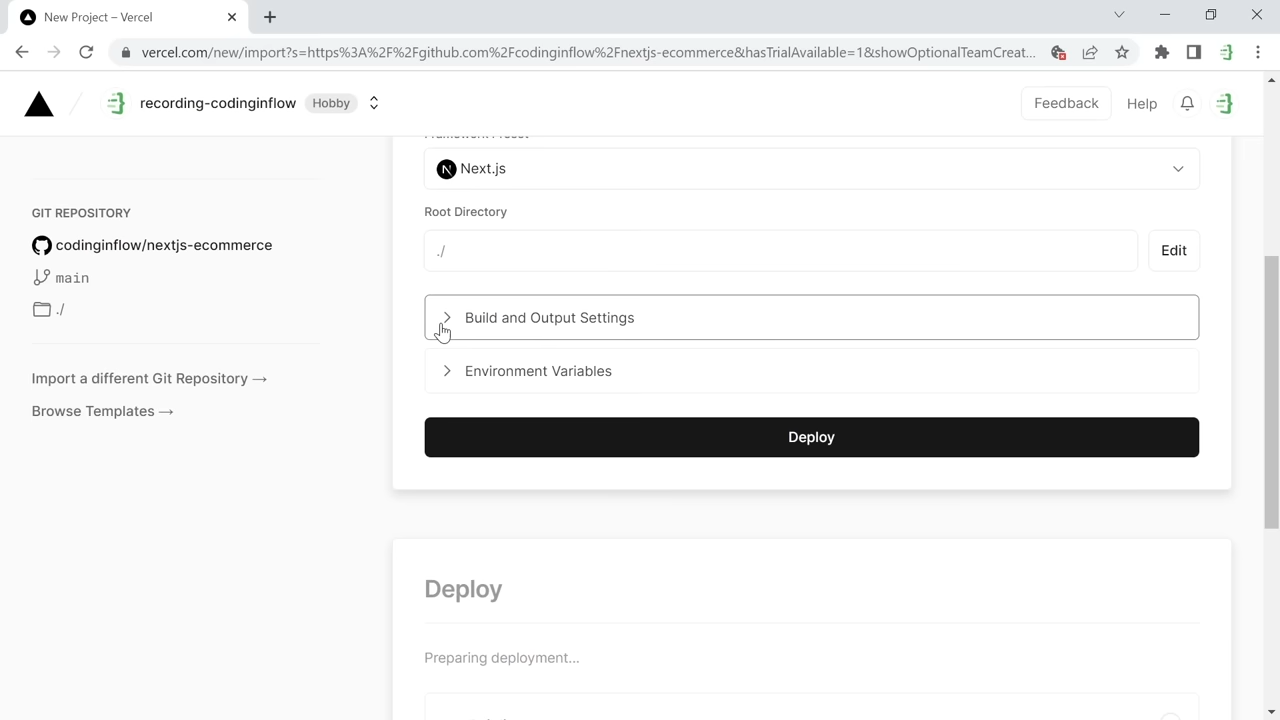 New Project – Vercel
vercel.com/new/import?s=https%3A%2F%2Fgithub.com%2Fcodinginflow%2Fnextjs-ecommerce&hasTrialAvailable=1&showOptionalTeamCreat...
recording-codinginflow Hobby
Feedback Help
GIT REPOSITORY
codinginflow/nextjs-ecommerce
main
./
Import a different Git Repository →
Browse Templates →
N Next.js
Root Directory
./
Edit
Build and Output Settings
Environment Variables
Deploy
Deploy
Preparing deployment...